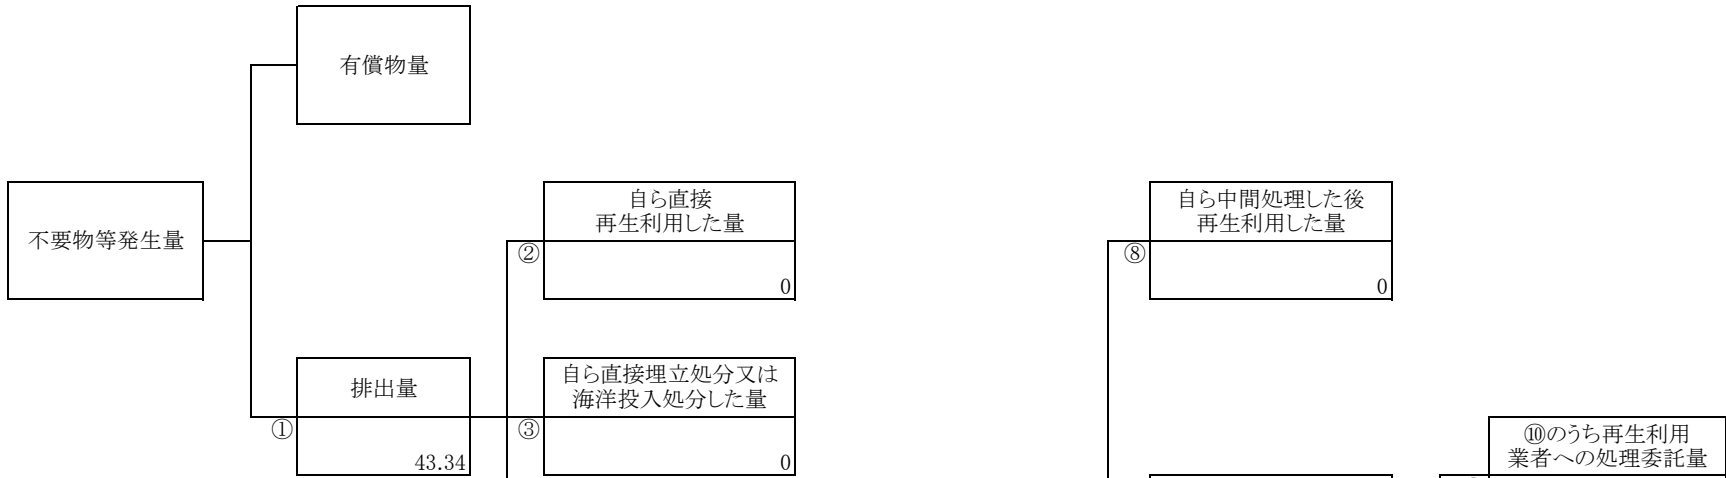 有償物量
不要物等発生量
自ら直接
再生利用した量
②
0
自ら中間処理した後
再生利用した量
⑧
0
排出量
①
43.34
自ら直接埋立処分又は
海洋投入処分した量
③
0
⑩のうち再生利用
業者への処理委託量